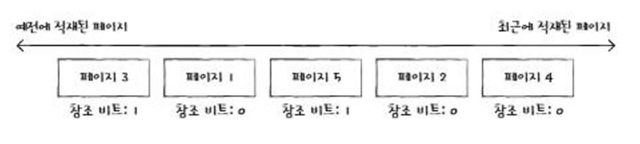 예전에 적재된 페이지 최근에 적재된 페이지
페이지 3 페이지 1 페이지 5 페이지 2 페이지 4
참조 비트: 1 참조 비트: 0 참조 비트: 1 참조 비트: 0 참조 비트: 0